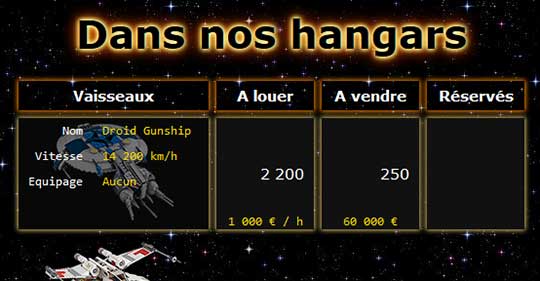 Dans nos hangars
Vaisseaux A louer A vendre Réservés
Nom Droid Gunship
Vitesse 14 200 km/h
2 200 250
Equipage Aucun
1 000 € / h 60 000 €